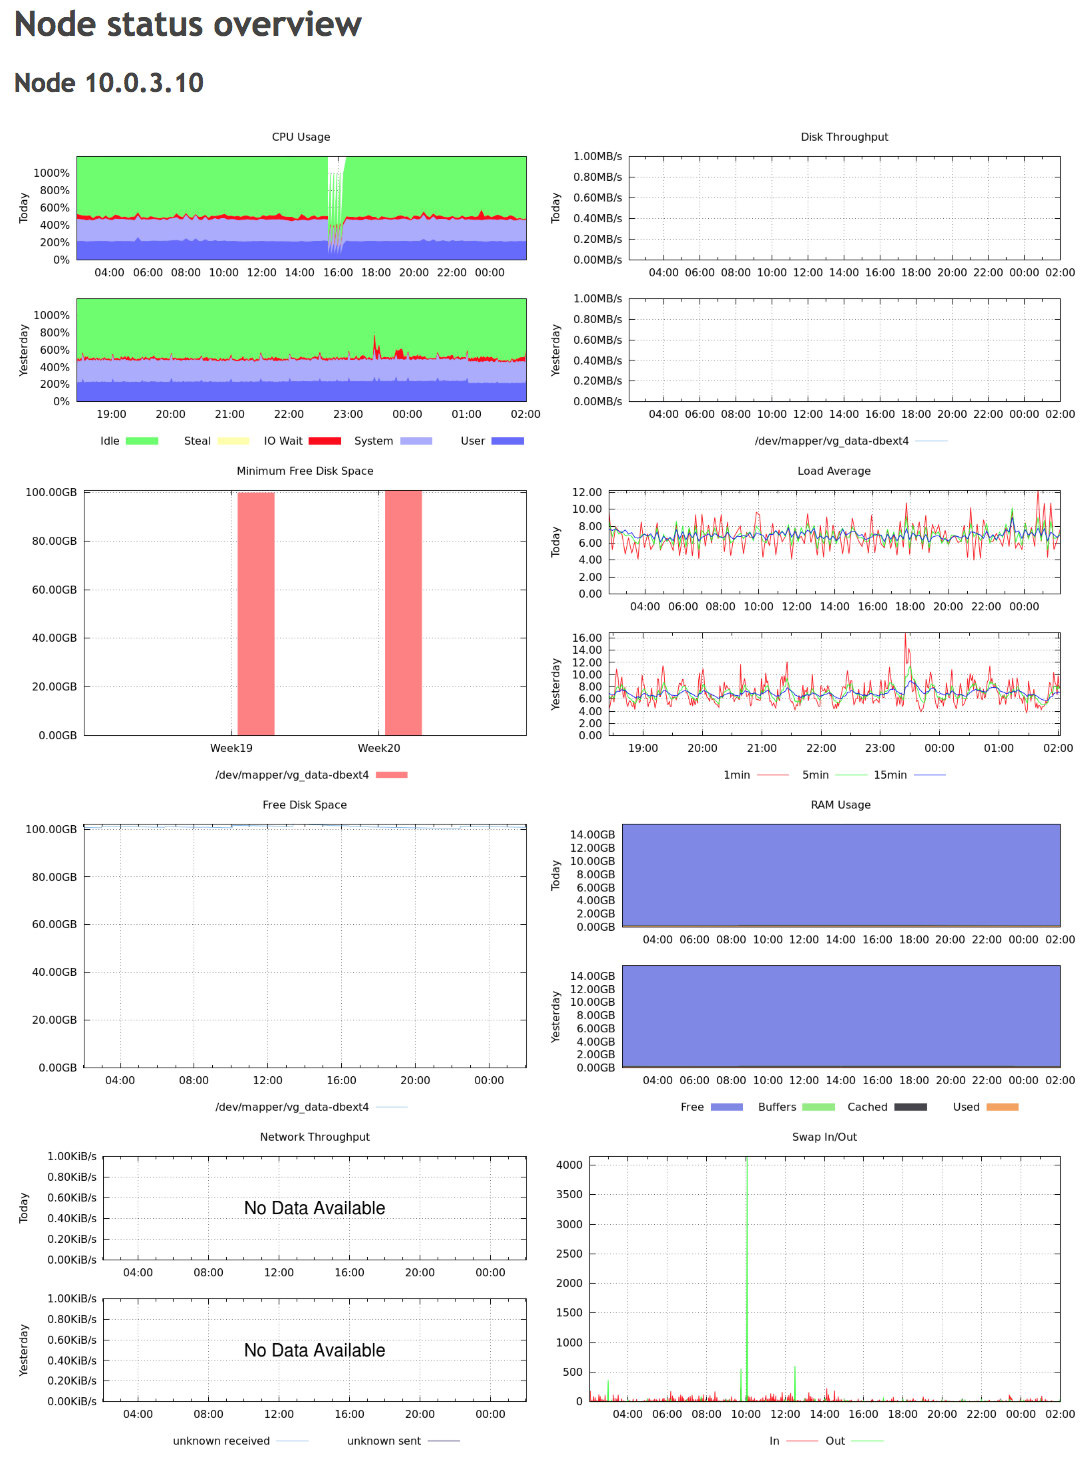 Node status overview
Node 10.0.3.10
CPU Usage
Today
1000%
800%
600%
400%
200%
0%
04:00 06:00 08:00 10:00 12:00 14:00 16:00 18:00 20:00 22:00 00:00
Yesterday
1000%
800%
600%
400%
200%
0%
19:00 20:00 21:00 22:00 23:00 00:00 01:00 02:00
Idle Steal IO Wait System User
Disk Throughput
Today
1.00MB/s
0.80MB/s
0.60MB/s
0.40MB/s
0.20MB/s
0.00MB/s
04:00 06:00 08:00 10:00 12:00 14:00 16:00 18:00 20:00 22:00 00:00 02:00
Yesterday
1.00MB/s
0.80MB/s
0.60MB/s
0.40MB/s
0.20MB/s
0.00MB/s
04:00 06:00 08:00 10:00 12:00 14:00 16:00 18:00 20:00 22:00 00:00 02:00
/dev/mapper/vg_data-dbext4
Minimum Free Disk Space
100.00GB
80.00GB
60.00GB
40.00GB
20.00GB
0.00GB
Week19 Week20
/dev/mapper/vg_data-dbext4
Load Average
Today
12.00
10.00
8.00
6.00
4.00
2.00
0.00
04:00 06:00 08:00 10:00 12:00 14:00 16:00 18:00 20:00 22:00 00:00
Yesterday
16.00
14.00
12.00
10.00
8.00
6.00
4.00
2.00
0.00
19:00 20:00 21:00 22:00 23:00 00:00 01:00 02:00
1min 5min 15min
Free Disk Space
100.00GB
80.00GB
60.00GB
40.00GB
20.00GB
0.00GB
04:00 08:00 12:00 16:00 20:00 00:00
/dev/mapper/vg_data-dbext4
RAM Usage
Today
14.00GB
12.00GB
10.00GB
8.00GB
6.00GB
4.00GB
2.00GB
0.00GB
04:00 06:00 08:00 10:00 12:00 14:00 16:00 18:00 20:00 22:00 00:00 02:00
Yesterday
14.00GB
12.00GB
10.00GB
8.00GB
6.00GB
4.00GB
2.00GB
0.00GB
04:00 06:00 08:00 10:00 12:00 14:00 16:00 18:00 20:00 22:00 00:00 02:00
Free Buffers Cached Used
Network Throughput
Today
1.00KiB/s
0.80KiB/s
0.60KiB/s
0.40KiB/s
0.20KiB/s
0.00KiB/s
No Data Available
04:00 08:00 12:00 16:00 20:00 00:00
Yesterday
1.00KiB/s
0.80KiB/s
0.60KiB/s
0.40KiB/s
0.20KiB/s
0.00KiB/s
No Data Available
04:00 08:00 12:00 16:00 20:00 00:00
unknown received unknown sent
Swap In/Out
4000
3500
3000
2500
2000
1500
1000
500
0
04:00 06:00 08:00 10:00 12:00 14:00 16:00 18:00 20:00 22:00 00:00 02:00
In Out